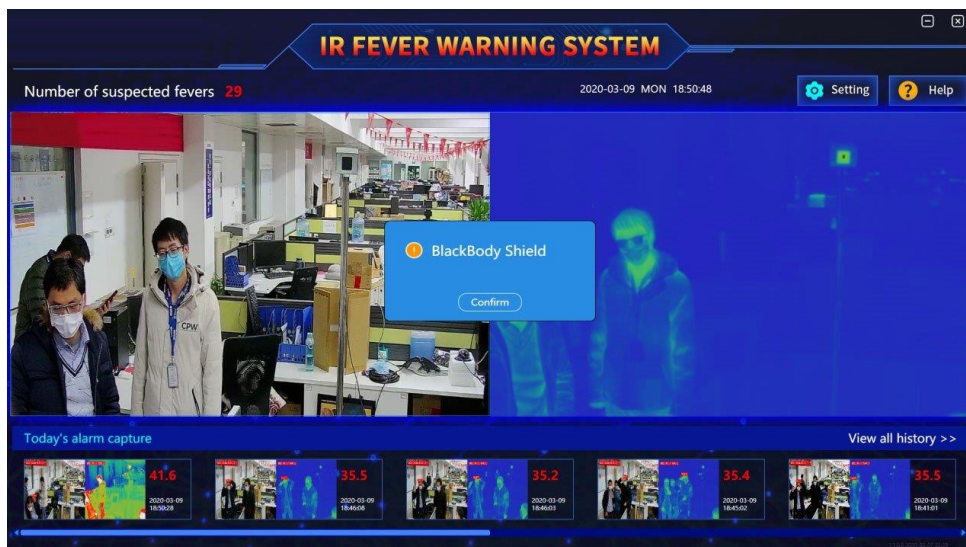 IR FEVER WARNING SYSTEM
Number of suspected fevers 29
2020-03-09 MON 18:50:48
Setting
Help
CPW
BlackBody Shield
Confirm
Today's alarm capture
View all history >>
41.6
2020-03-09
18:50:28
35.5
2020-03-09
18:46:08
35.2
2020-03-09
18:46:03
35.4
2020-03-09
18:45:02
35.5
2020-03-09
18:41:01